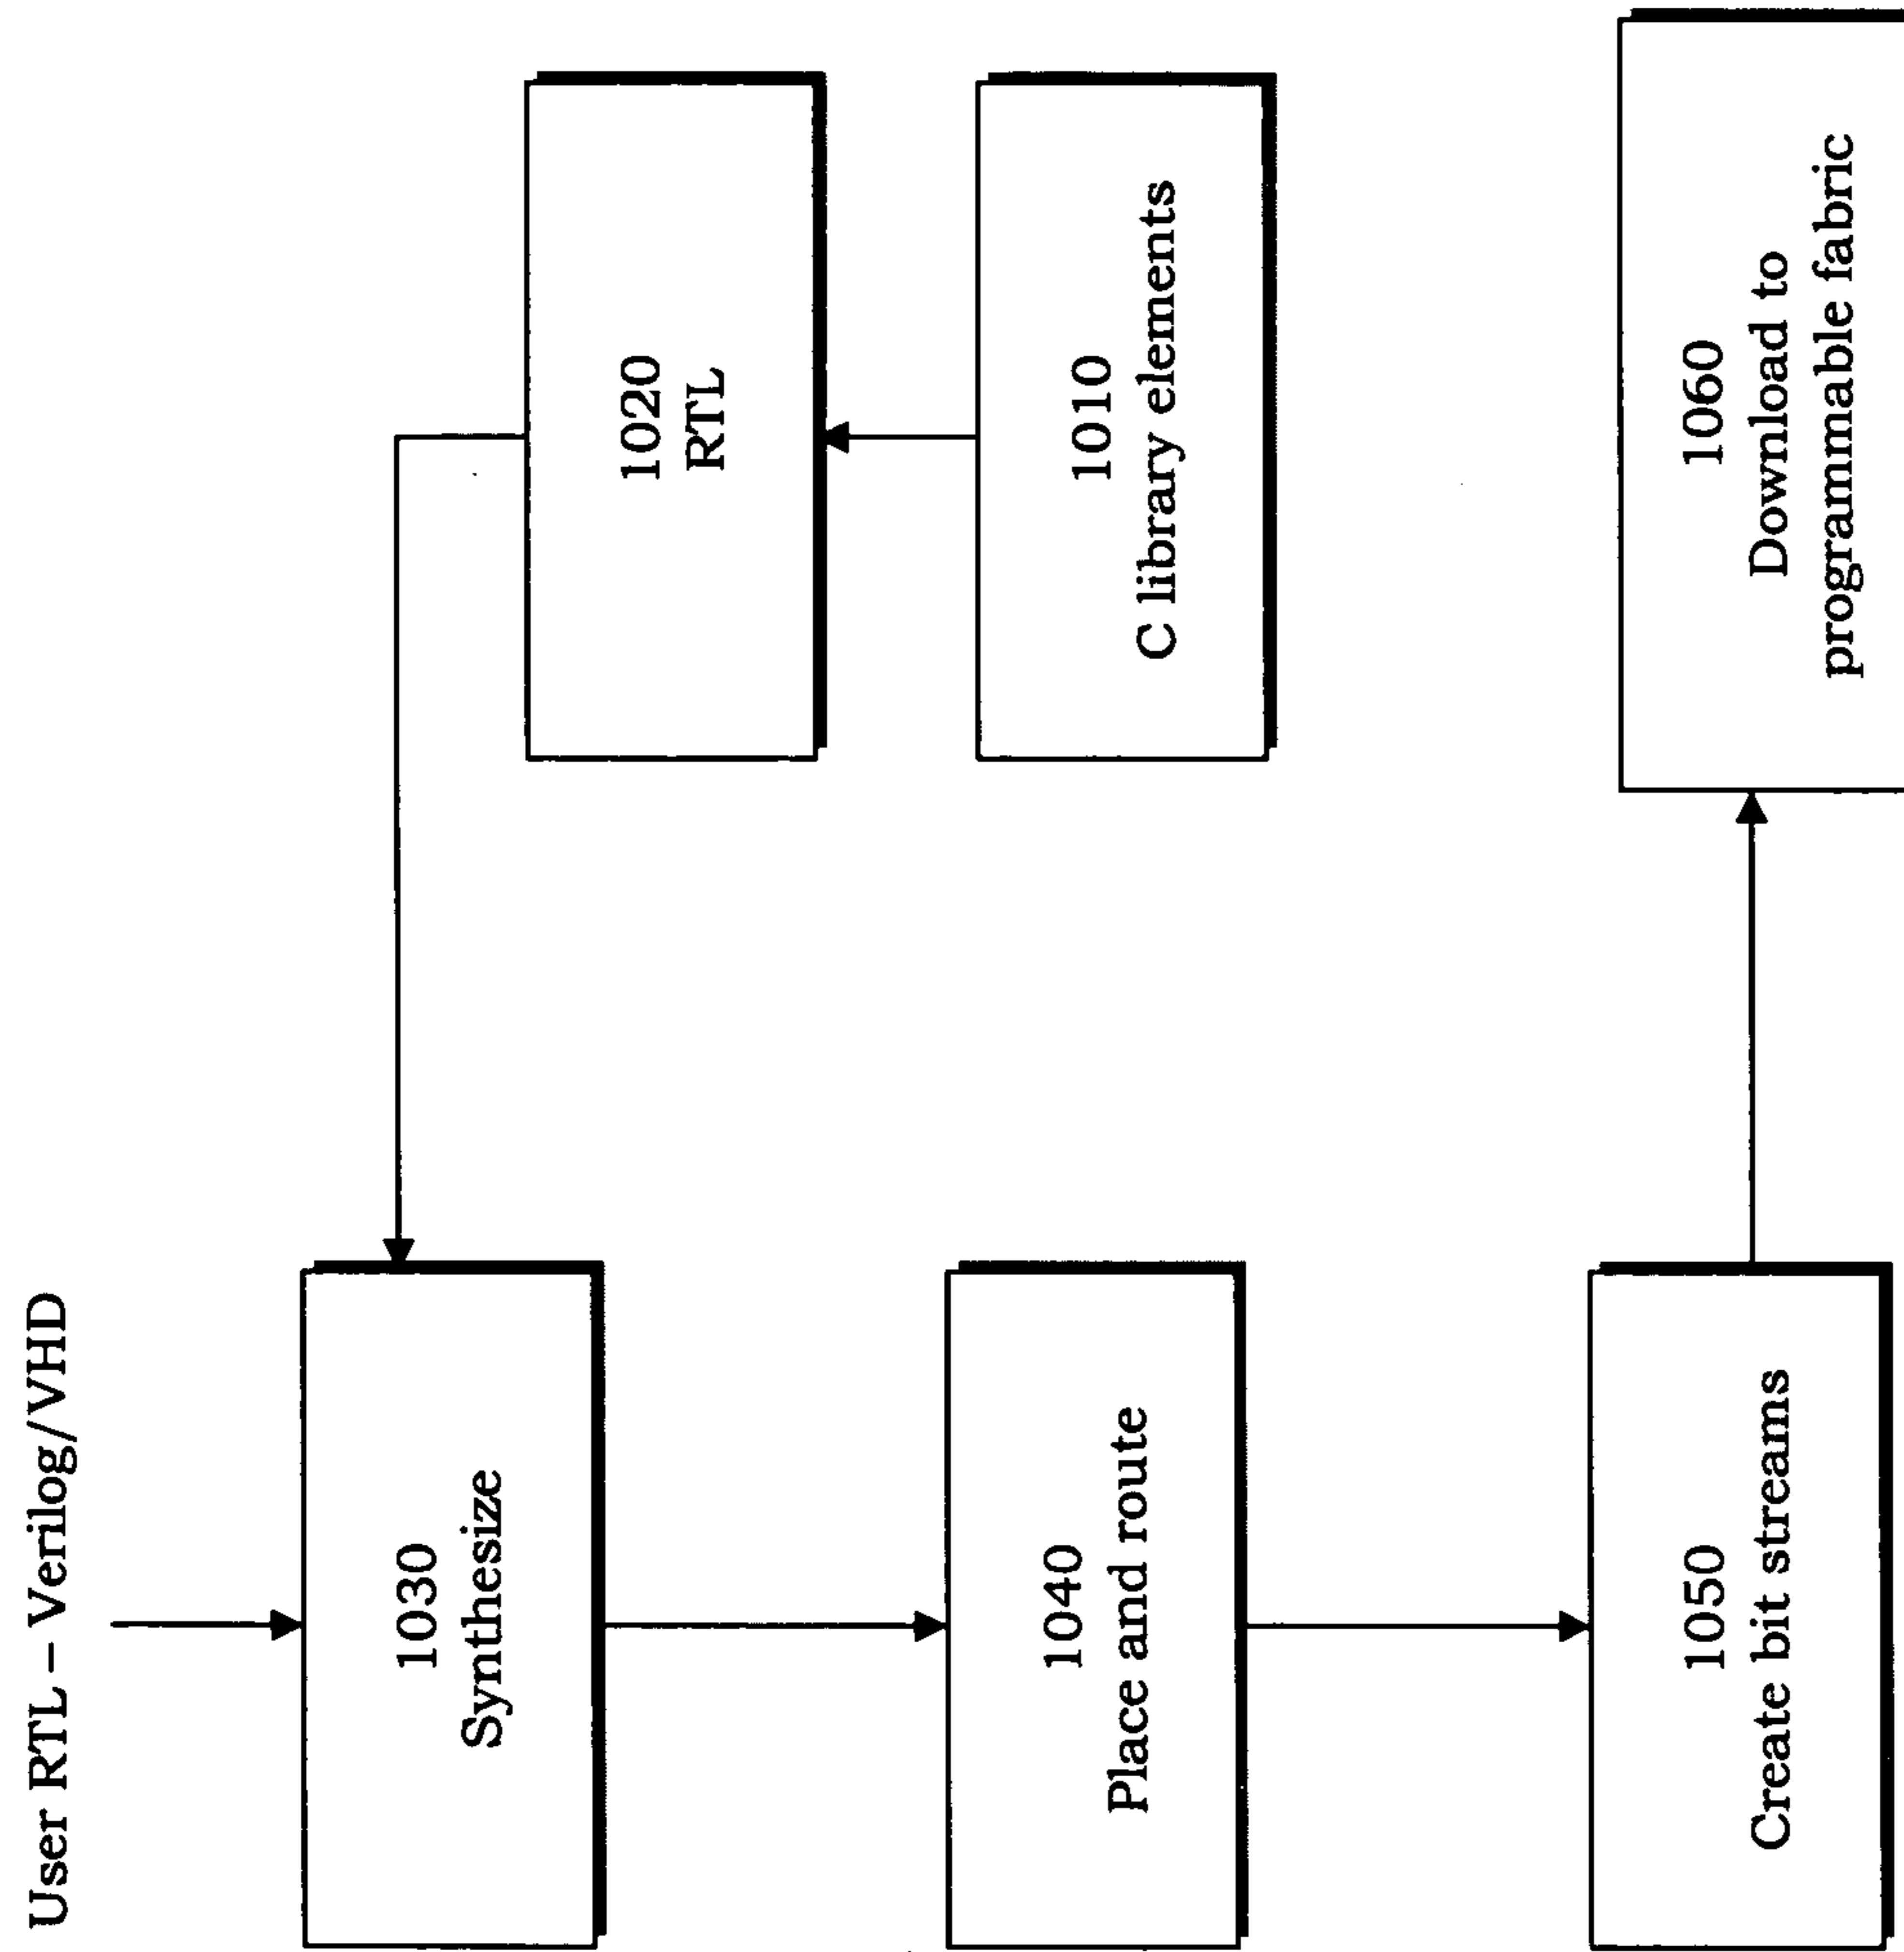 User RTL – Verilog/VHD
1030
Synthesize
1020
RTL
1040
Place and route
1010
C library elements
1050
Create bit streams
1060
Download to
programmable fabric